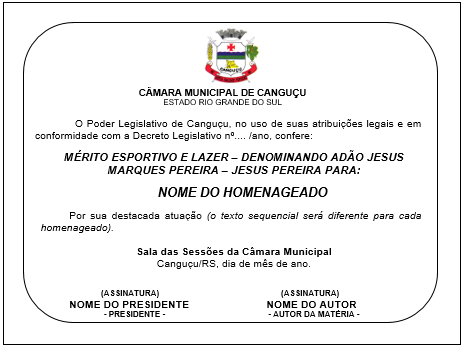 CANGUÇU
CÂMARA MUNICIPAL DE CANGUÇU
ESTADO RIO GRANDE DO SUL
O Poder Legislativo de Canguçu, no uso de suas atribuições legais e em
conformidade com a Decreto Legislativo nº.... /ano, confere:
MÉRITO ESPORTIVO E LAZER – DENOMINANDO ADÃO JESUS
MARQUES PEREIRA – JESUS PEREIRA PARA:
NOME DO HOMENAGEADO
Por sua destacada atuação (o texto sequencial será diferente para cada
homenageado).
Sala das Sessões da Câmara Municipal
Canguçu/RS, dia de mês de ano.
(ASSINATURA) (ASSINATURA)
NOME DO PRESIDENTE NOME DO AUTOR
- PRESIDENTE - - AUTOR DA MATÉRIA -